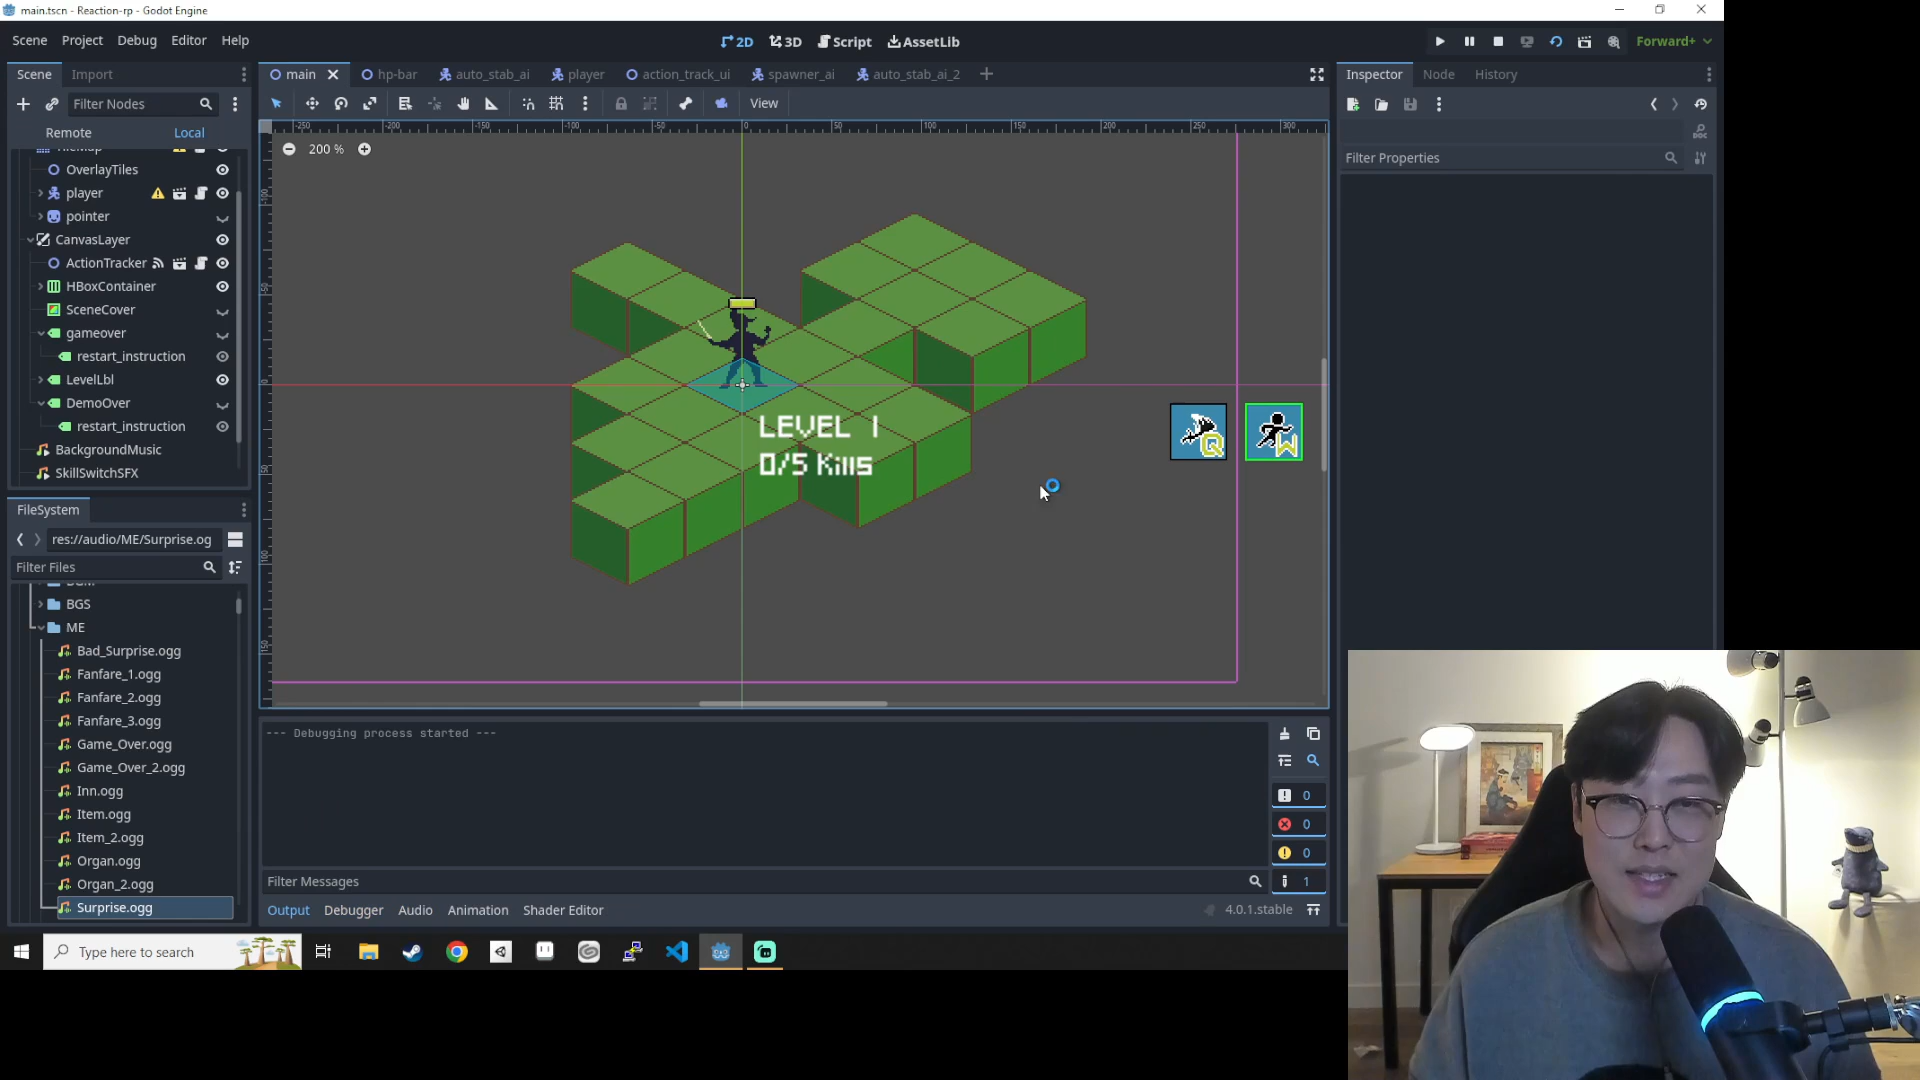 main.tscn - Reaction-rp - Godot Engine
Scene Project Debug Editor Help
2D 3D Script AssetLib
Forward+
Scene Import
main hp-bar auto_stab_ai player action_track_ui spawner_ai auto_stab_ai_2
Inspector Node History
Filter Nodes
View
Remote Local
200 %
Filter Properties
OverlayTiles
player
pointer
CanvasLayer
ActionTracker
HBoxContainer
SceneCover
gameover
restart_instruction
LevelLbl
DemoOver
restart_instruction
BackgroundMusic
SkillSwitchSFX
LEVEL 1
0/5 Kills
Q W
FileSystem
res://audio/ME/Surprise.og
Filter Files
BGS
ME
Bad_Surprise.ogg
Fanfare_1.ogg
Fanfare_2.ogg
Fanfare_3.ogg
Game_Over.ogg
Game_Over_2.ogg
Inn.ogg
Item.ogg
Item_2.ogg
Organ.ogg
Organ_2.ogg
Surprise.ogg
--- Debugging process started ---
0
0
0
1
Filter Messages
Output Debugger Audio Animation Shader Editor
4.0.1.stable
Type here to search